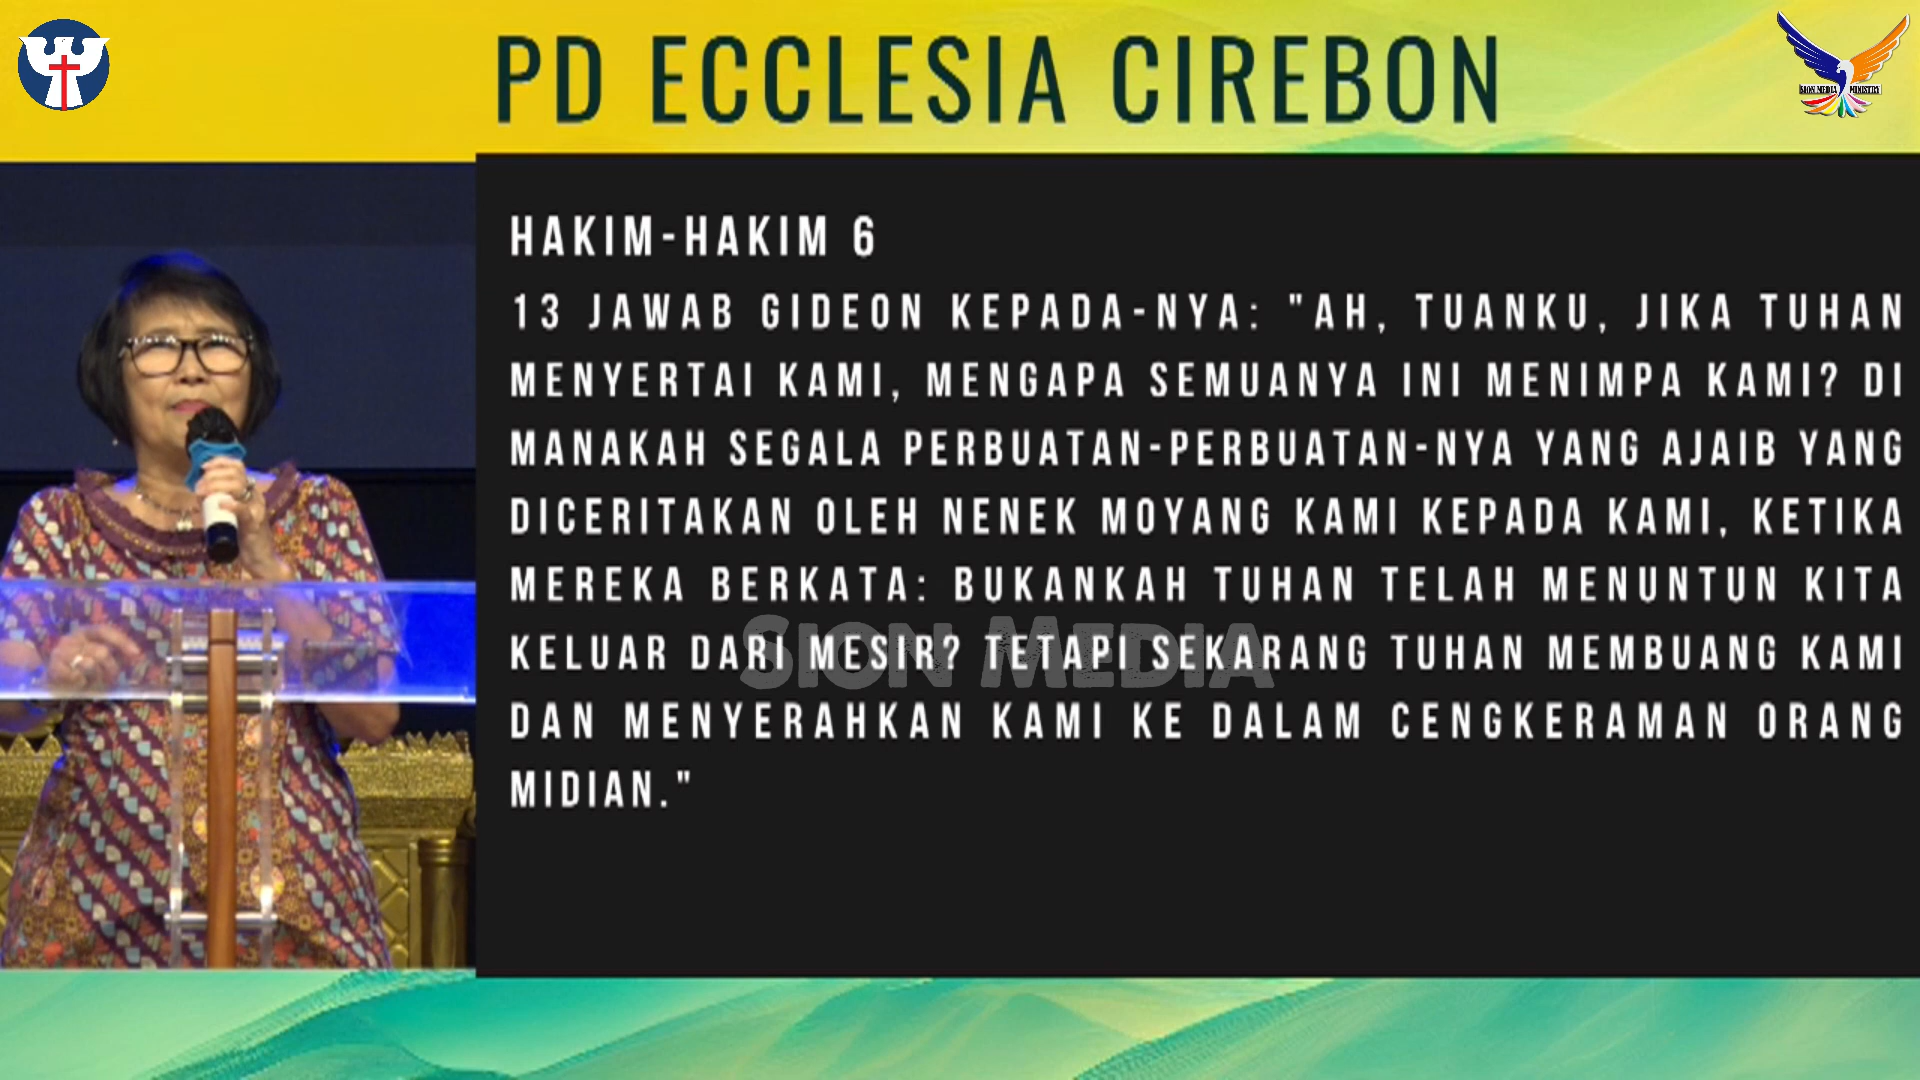 PD ECCLESIA CIREBON
SION MEDIA MINISTRY
HAKIM-HAKIM 6
13 JAWAB GIDEON KEPADA-NYA: "AH, TUANKU, JIKA TUHAN
MENYERTAI KAMI, MENGAPA SEMUANYA INI MENIMPA KAMI? DI
MANAKAH SEGALA PERBUATAN-PERBUATAN-NYA YANG AJAIB YANG
DICERITAKAN OLEH NENEK MOYANG KAMI KEPADA KAMI, KETIKA
MEREKA BERKATA: BUKANKAH TUHAN TELAH MENUNTUN KITA
KELUAR DARI MESIR? TETAPI SEKARANG TUHAN MEMBUANG KAMI
SION MEDIA
DAN MENYERAHKAN KAMI KE DALAM CENGKERAMAN ORANG
MIDIAN."